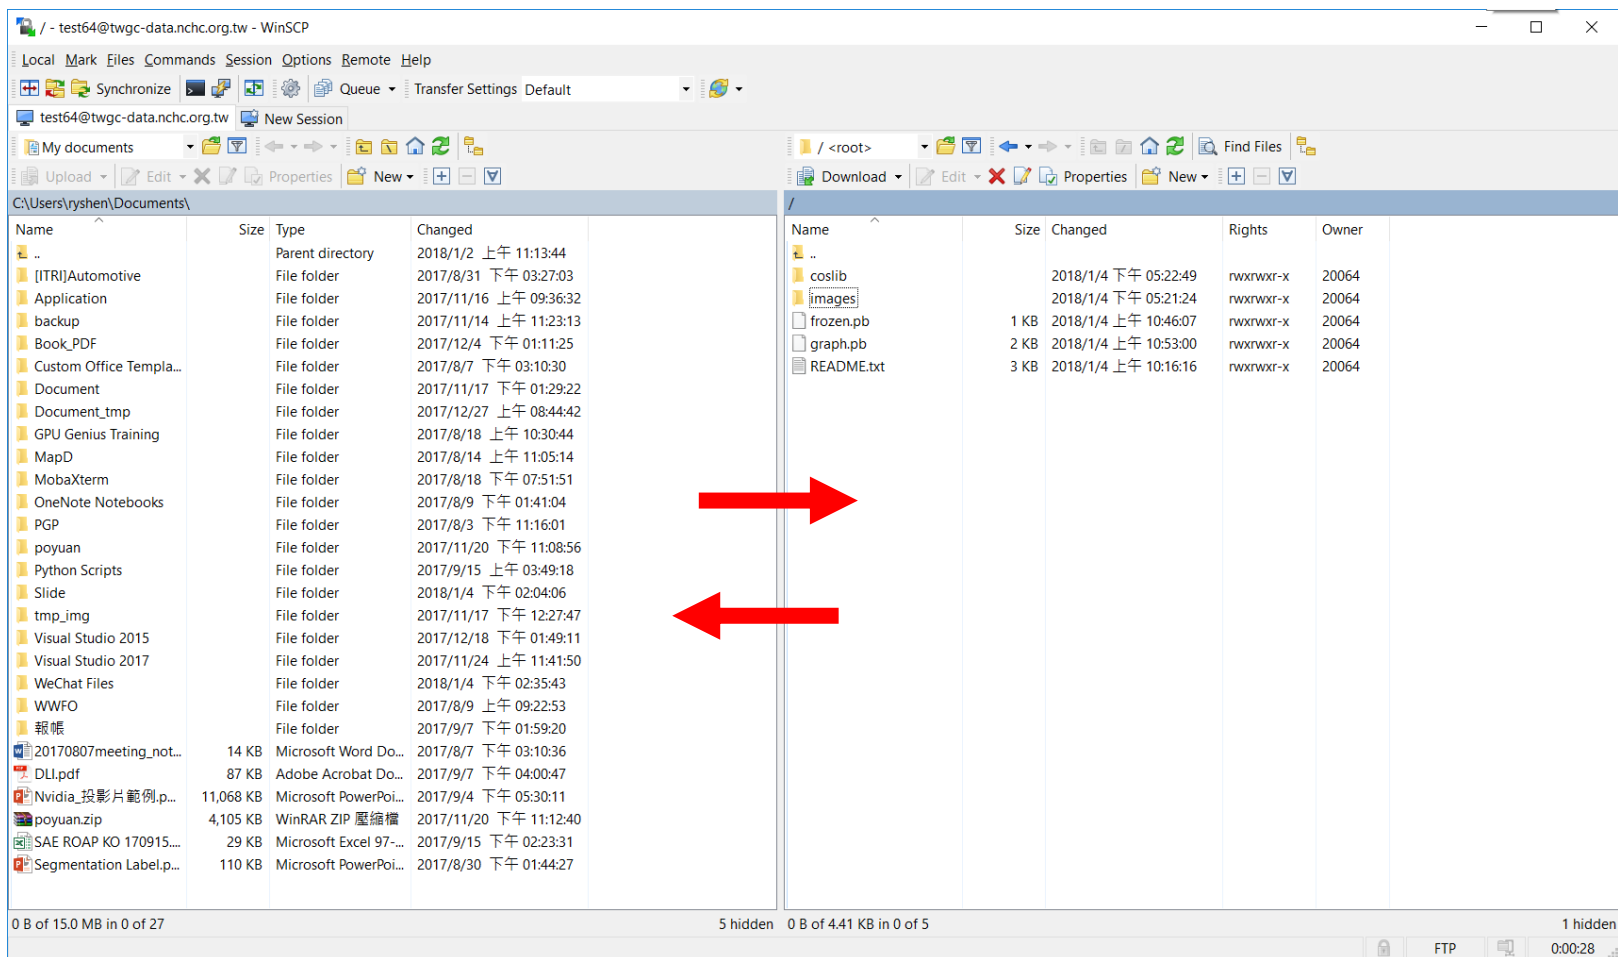 / - test64@twgc-data.nchc.org.tw - WinSCP
Local Mark Files Commands Session Options Remote Help
Synchronize Queue Transfer Settings Default
test64@twgc-data.nchc.org.tw New Session
My documents / <root> Find Files
Upload Edit Properties New Download Edit Properties New
C:\Users\ryshen\Documents\ /
Name Size Type Changed Name Size Changed Rights Owner
.. Parent directory 2018/1/2 上午 11:13:44 ..
[ITRI]Automotive File folder 2017/8/31 下午 03:27:03 coslib 2018/1/4 下午 05:22:49 rwxrwxr-x 20064
Application File folder 2017/11/16 上午 09:36:32 images 2018/1/4 下午 05:21:24 rwxrwxr-x 20064
backup File folder 2017/11/14 上午 11:23:13 frozen.pb 1 KB 2018/1/4 上午 10:46:07 rwxrwxr-x 20064
Book_PDF File folder 2017/12/4 下午 01:11:25 graph.pb 2 KB 2018/1/4 上午 10:53:00 rwxrwxr-x 20064
Custom Office Templa... File folder 2017/8/7 下午 03:10:30 README.txt 3 KB 2018/1/4 上午 10:16:16 rwxrwxr-x 20064
Document File folder 2017/11/17 下午 01:29:22
Document_tmp File folder 2017/12/27 上午 08:44:42
GPU Genius Training File folder 2017/8/18 上午 10:30:44
MapD File folder 2017/8/14 上午 11:05:14
MobaXterm File folder 2017/8/18 下午 07:51:51
OneNote Notebooks File folder 2017/8/9 下午 01:41:04
PGP File folder 2017/8/3 下午 11:16:01
poyuan File folder 2017/11/20 下午 11:08:56
Python Scripts File folder 2017/9/15 上午 03:49:18
Slide File folder 2018/1/4 下午 02:04:06
tmp_img File folder 2017/11/17 下午 12:27:47
Visual Studio 2015 File folder 2017/12/18 下午 01:49:11
Visual Studio 2017 File folder 2017/11/24 上午 11:41:50
WeChat Files File folder 2018/1/4 下午 02:35:43
WWFO File folder 2017/8/9 上午 09:22:53
報帳 File folder 2017/9/7 下午 01:59:20
20170807meeting_not... 14 KB Microsoft Word Do... 2017/8/7 下午 03:10:36
DLI.pdf 87 KB Adobe Acrobat Do... 2017/9/7 下午 04:00:47
Nvidia_投影片範例.p... 11,068 KB Microsoft PowerPoi... 2017/9/4 下午 05:30:11
poyuan.zip 4,105 KB WinRAR ZIP 壓縮檔 2017/11/20 下午 11:12:40
SAE ROAP KO 170915.... 29 KB Microsoft Excel 97-... 2017/9/15 下午 02:23:31
Segmentation Label.p... 110 KB Microsoft PowerPoi... 2017/8/30 下午 01:44:27
0 B of 15.0 MB in 0 of 27 5 hidden 0 B of 4.41 KB in 0 of 5 1 hidden
FTP 0:00:28